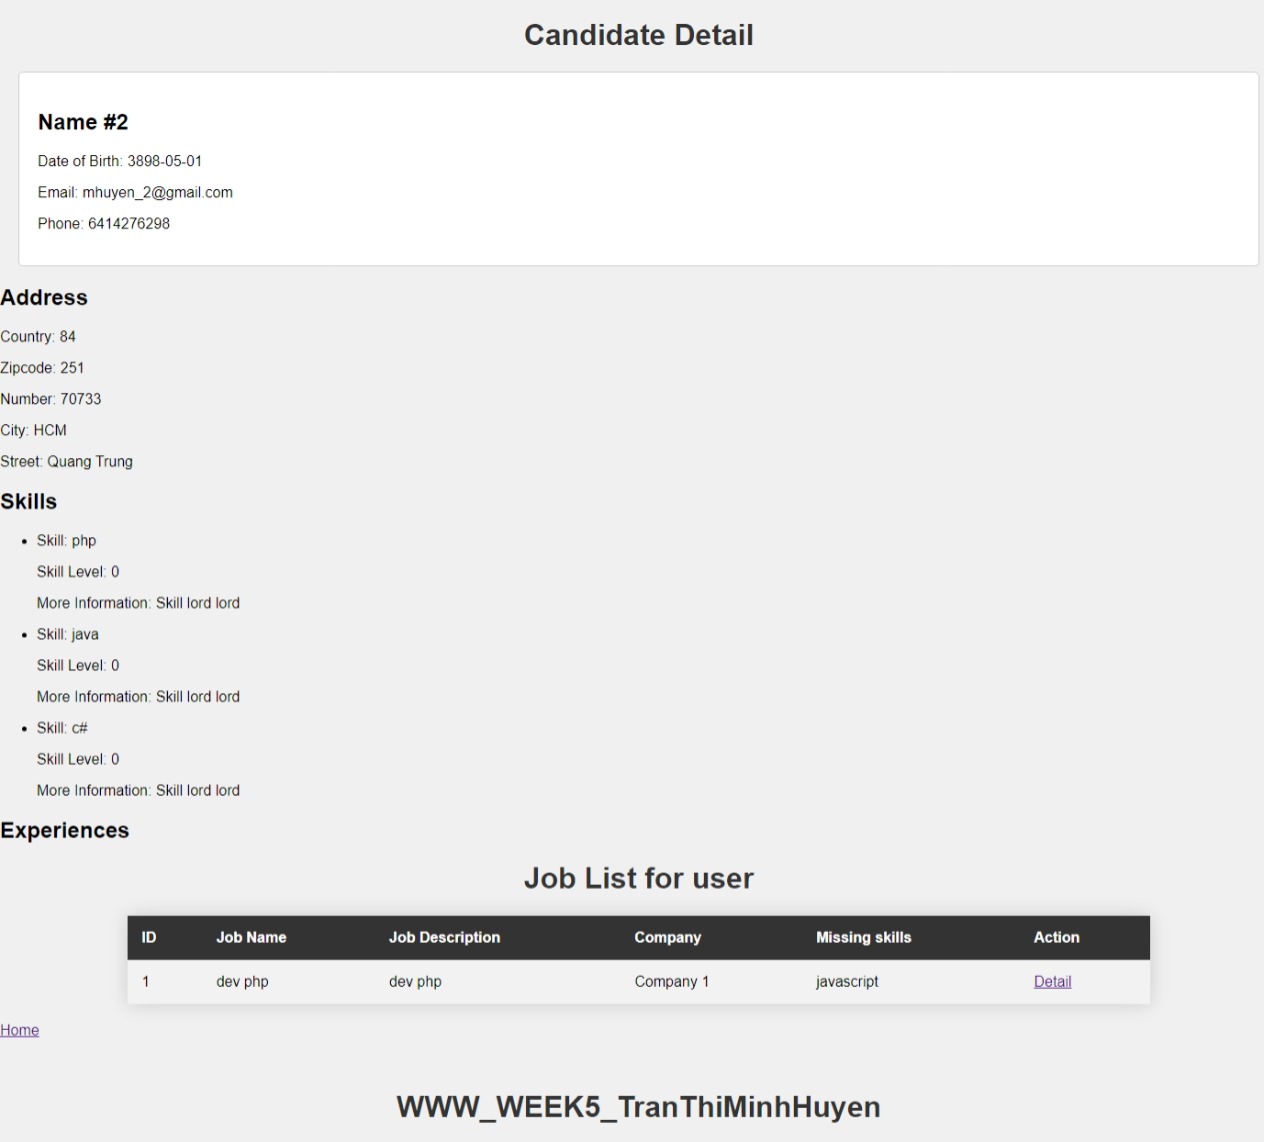 Candidate Detail
Name #2
Date of Birth: 3898-05-01
Email: mhuyen_2@gmail.com
Phone: 6414276298
Address
Country: 84
Zipcode: 251
Number: 70733
City: HCM
Street: Quang Trung
Skills
Skill: php
Skill Level: 0
More Information: Skill lord lord
Skill: java
Skill Level: 0
More Information: Skill lord lord
Skill: c#
Skill Level: 0
More Information: Skill lord lord
Experiences
Job List for user
ID Job Name Job Description Company Missing skills Action
1 dev php dev php Company 1 javascript Detail
Home
WWW_WEEK5_TranThiMinhHuyen